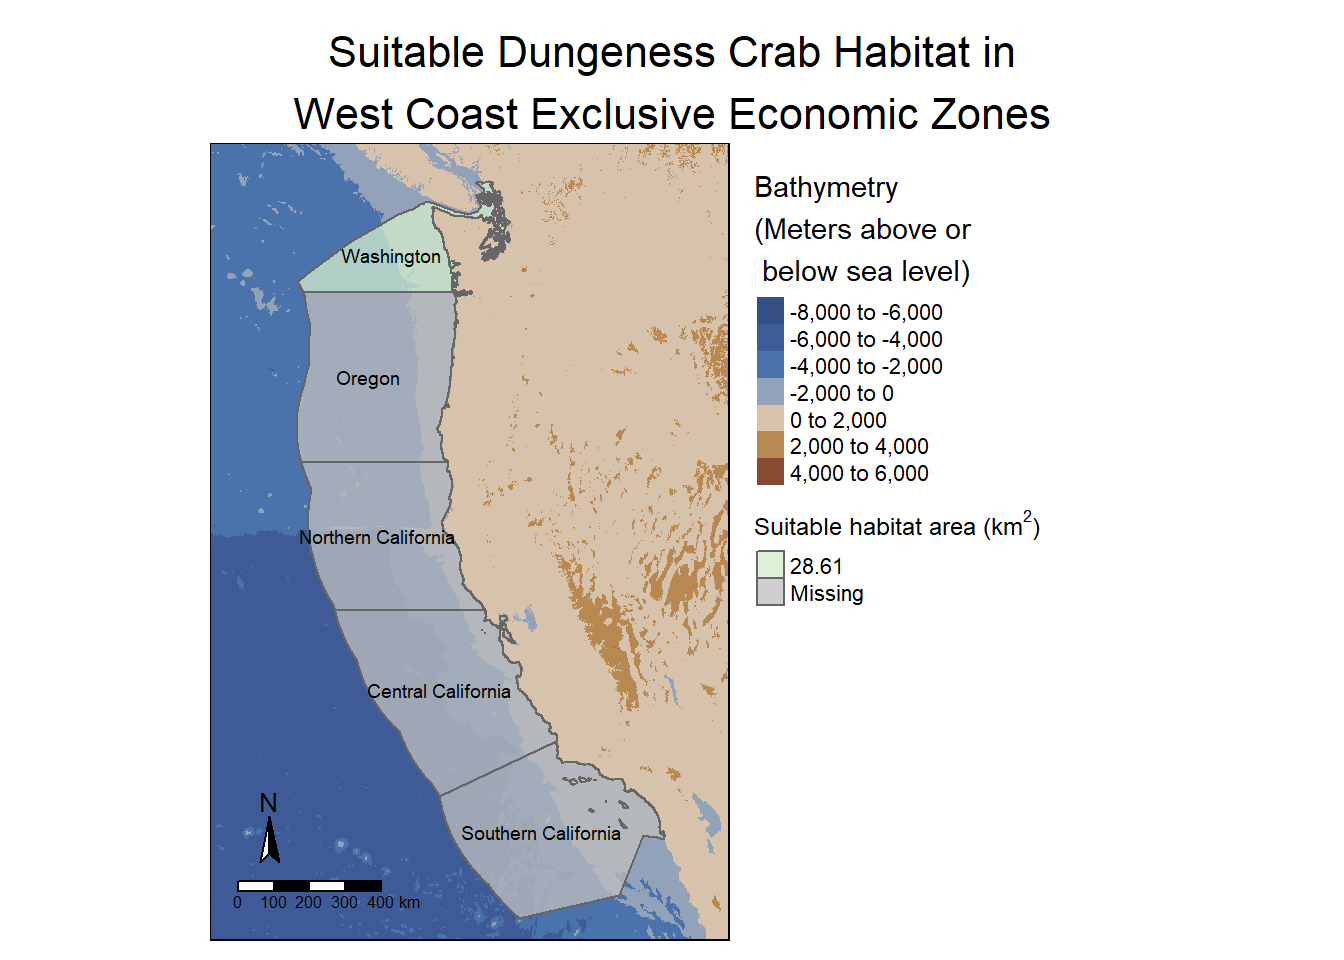 Suitable Dungeness Crab Habitat in
West Coast Exclusive Economic Zones
Washington
Oregon
Northern California
Central California
Southern California
N
0 100 200 300 400 km
Bathymetry
(Meters above or
below sea level)
-8,000 to -6,000
-6,000 to -4,000
-4,000 to -2,000
-2,000 to 0
0 to 2,000
2,000 to 4,000
4,000 to 6,000
Suitable habitat area (km²)
28.61
Missing